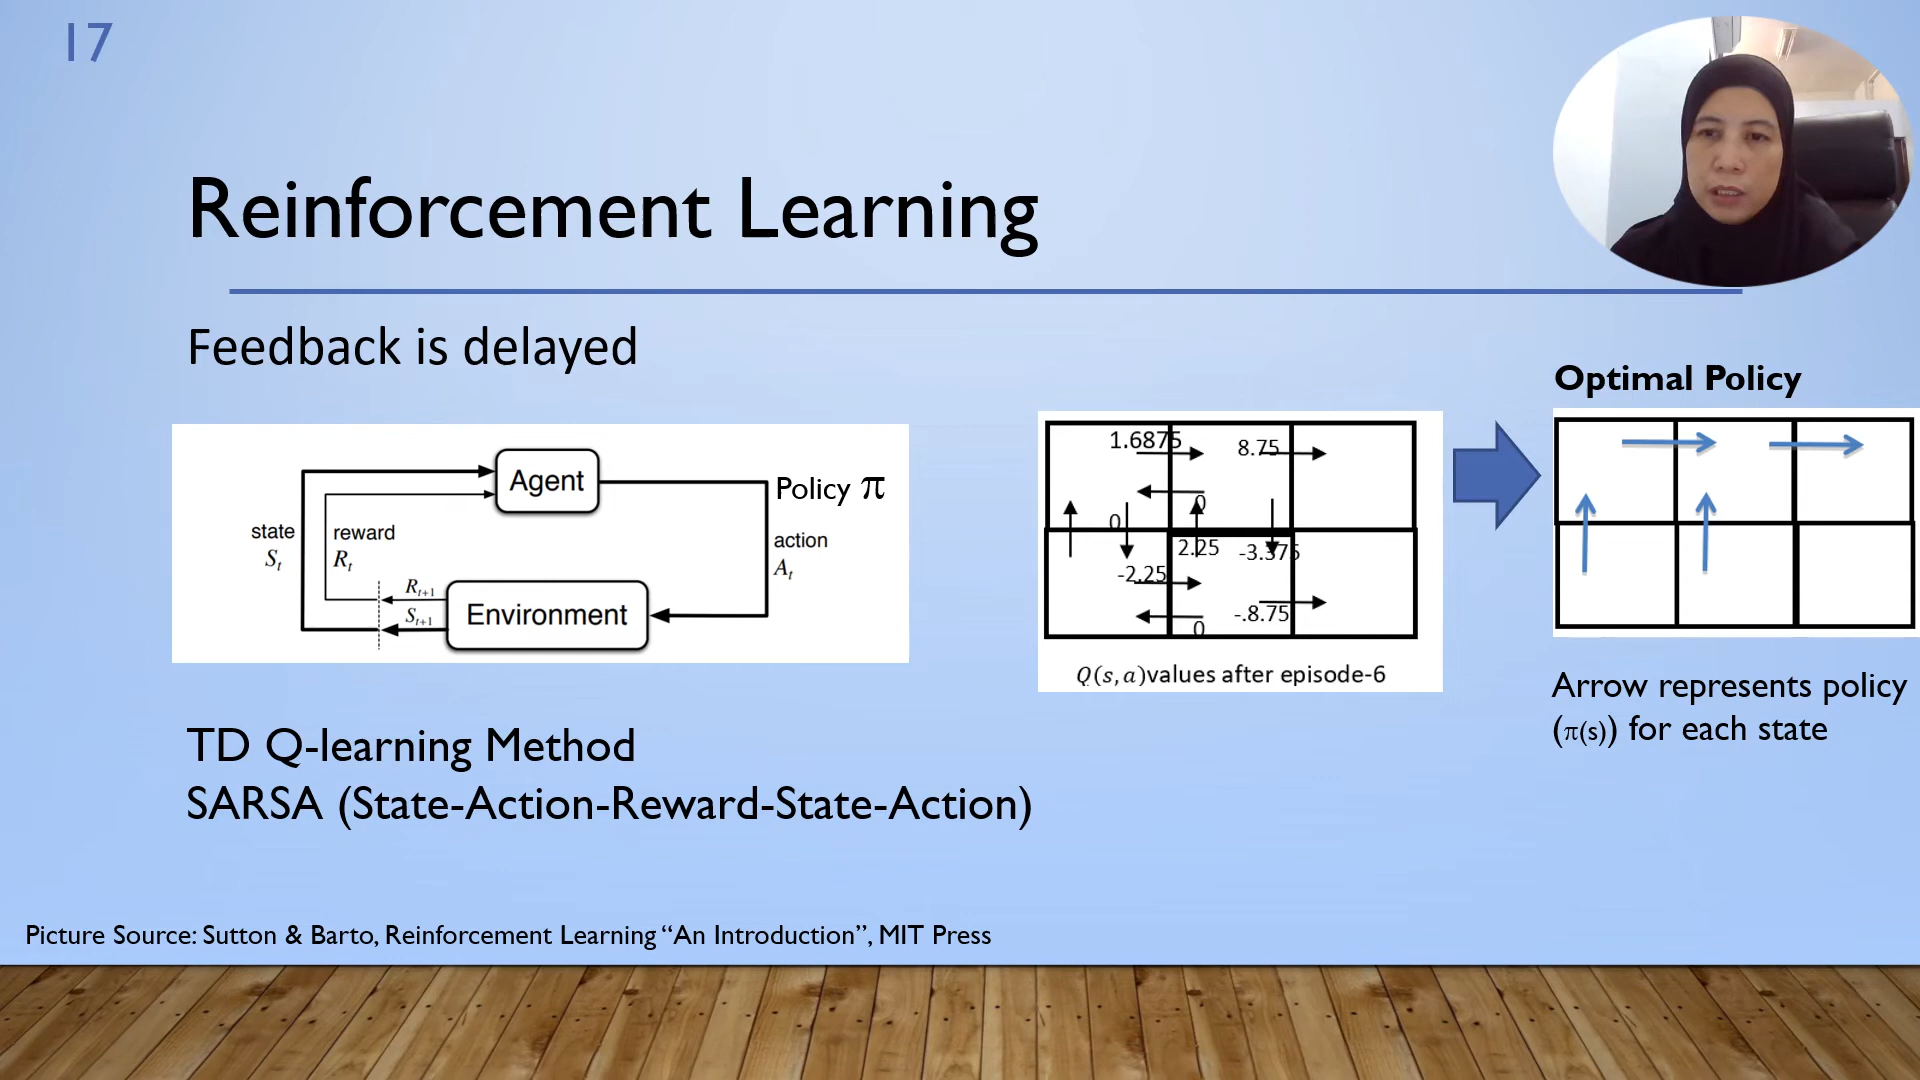 17
Reinforcement Learning
Feedback is delayed
Agent
Policy π
state
S_t
reward
R_t
action
A_t
R_{t+1}
S_{t+1}
Environment
1.6875
8.75
0
0
2.25
-3.375
-2.25
-.8.75
0
Q(s,a)values after episode-6
Optimal Policy
Arrow represents policy
(π(s)) for each state
TD Q-learning Method
SARSA (State-Action-Reward-State-Action)
Picture Source: Sutton & Barto, Reinforcement Learning “An Introduction”, MIT Press